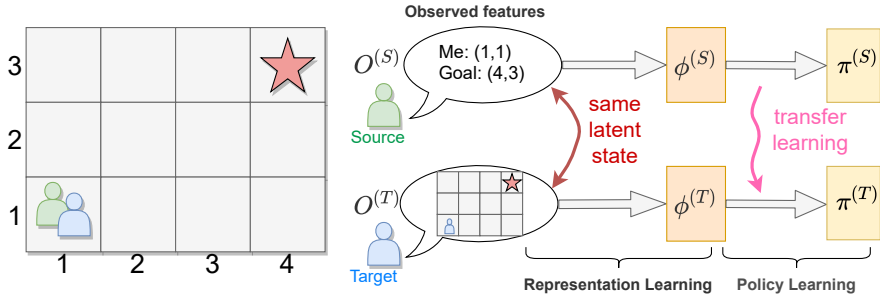 3
2
1
1 2 3 4
Observed features
O^(S)
Me: (1,1)
Goal: (4,3)
Source
ϕ^(S)
π^(S)
same
latent
state
transfer
learning
O^(T)
Target
ϕ^(T)
π^(T)
Representation Learning
Policy Learning